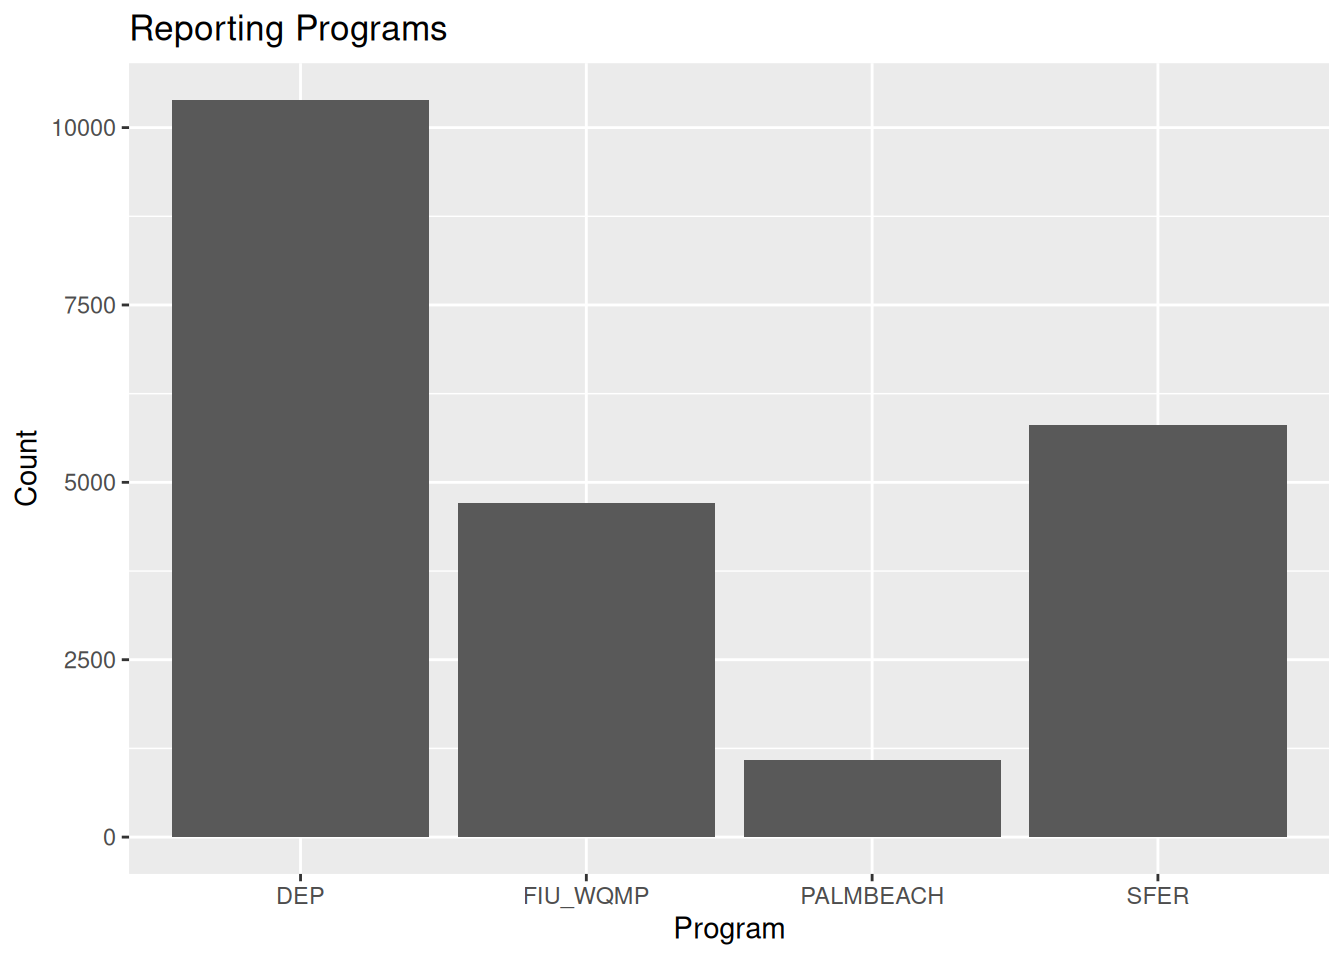 Reporting Programs
Count
10000
7500
5000
2500
0
DEP
FIU_WQMP
PALMBEACH
SFER
Program